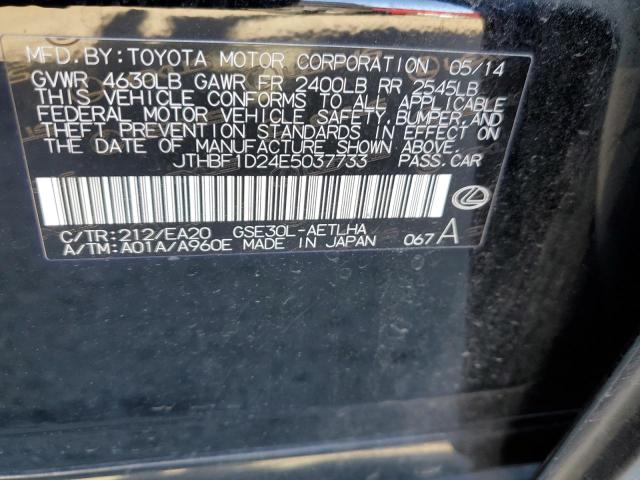 MFD. BY: TOYOTA MOTOR CORPORATION 05/14
GVWR 4630LB GAWR FR 2400LB RR 2545LB
THIS VEHICLE CONFORMS TO ALL APPLICABLE
FEDERAL MOTOR VEHICLE SAFETY, BUMPER, AND
THEFT PREVENTION STANDARDS IN EFFECT ON
THE DATE OF MANUFACTURE SHOWN ABOVE.
JTHBF1D24E5037733 PASS. CAR
C/TR: 212/EA20 GSE30L-AETLHA
A/TM: A01A/A960E MADE IN JAPAN 067 A